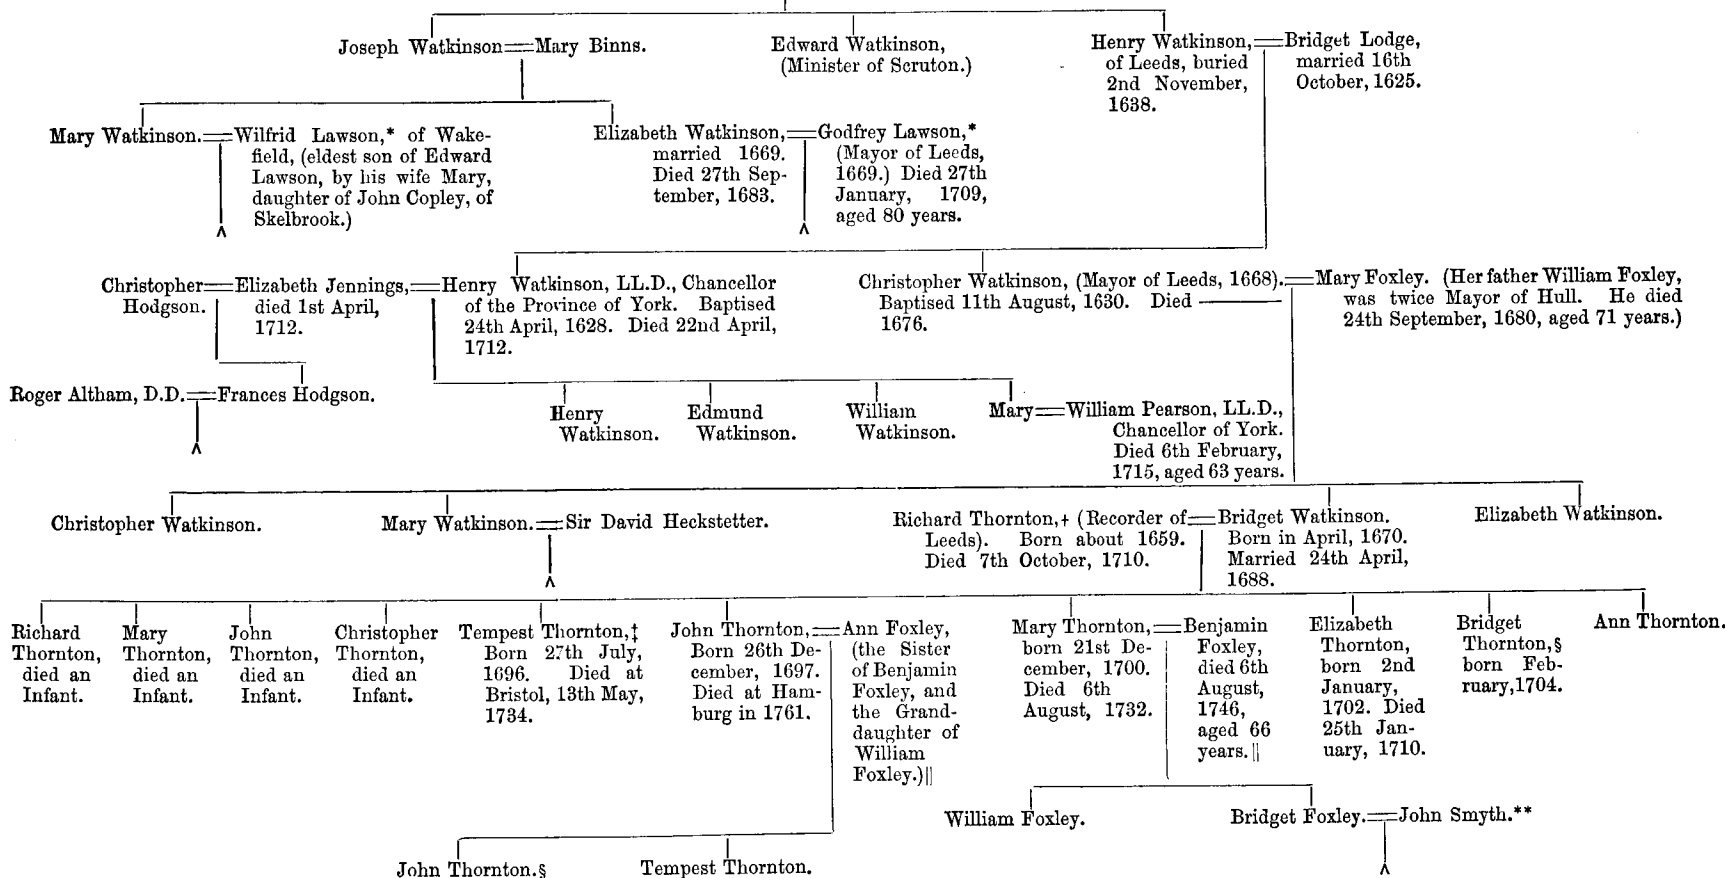 Joseph Watkinson══Mary Binns.
Edward Watkinson,
(Minister of Scruton.)
Henry Watkinson,══Bridget Lodge,
of Leeds, buried married 16th
2nd November, October, 1625.
1638.
Mary Watkinson.══Wilfrid Lawson,* of Wake-
field, (eldest son of Edward
Lawson, by his wife Mary,
daughter of John Copley, of
Skelbrook.)
Elizabeth Watkinson,══Godfrey Lawson,*
married 1669. (Mayor of Leeds,
Died 27th Sep- 1669.) Died 27th
tember, 1683. January, 1709,
aged 80 years.
Christopher══Elizabeth Jennings,══Henry Watkinson, LL.D., Chancellor
Hodgson. died 1st April, of the Province of York. Baptised
1712. 24th April, 1628. Died 22nd April,
1712.
Christopher Watkinson, (Mayor of Leeds, 1668).══Mary Foxley. (Her father William Foxley,
Baptised 11th August, 1630. Died ——— was twice Mayor of Hull. He died
1676. 24th September, 1680, aged 71 years.)
Roger Altham, D.D.══Frances Hodgson.
Henry
Watkinson.
Edmund
Watkinson.
William
Watkinson.
Mary══William Pearson, LL.D.,
Chancellor of York.
Died 6th February,
1715, aged 63 years.
Christopher Watkinson.
Mary Watkinson.══Sir David Heckstetter.
Richard Thornton,+ (Recorder of══Bridget Watkinson.
Leeds). Born about 1659. Born in April, 1670.
Died 7th October, 1710. Married 24th April,
1688.
Elizabeth Watkinson.
Richard
Thornton,
died an
Infant.
Mary
Thornton,
died an
Infant.
John
Thornton,
died an
Infant.
Christopher
Thornton,
died an
Infant.
Tempest Thornton,‡
Born 27th July,
1696. Died at
Bristol, 13th May,
1734.
John Thornton,══Ann Foxley,
Born 26th De- (the Sister
cember, 1697. of Benjamin
Died at Ham- Foxley, and
burg in 1761. the Grand-
daughter of
William
Foxley.)||
Mary Thornton,══Benjamin
born 21st De- Foxley,
cember, 1700. died 6th
Died 6th August,
August, 1732. 1746,
aged 66
years.||
Elizabeth
Thornton,
born 2nd
January,
1702. Died
25th Jan-
uary, 1710.
Bridget
Thornton,§
born Feb-
ruary,1704.
Ann Thornton.
William Foxley.
Bridget Foxley.══John Smyth.**
John Thornton.§
Tempest Thornton.